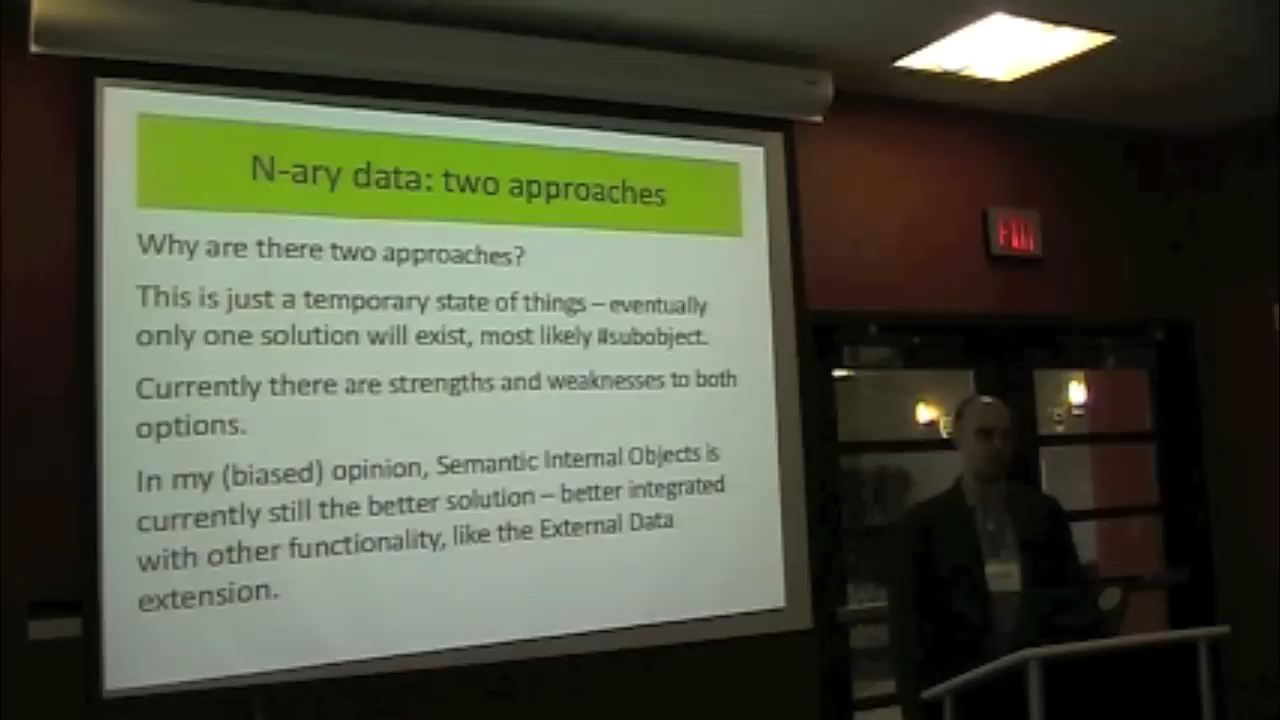 N-ary data: two approaches
Why are there two approaches?
This is just a temporary state of things – eventually
only one solution will exist, most likely #subobject.
Currently there are strengths and weaknesses to both
options.
In my (biased) opinion, Semantic Internal Objects is
currently still the better solution – better integrated
with other functionality, like the External Data
extension.
EXIT